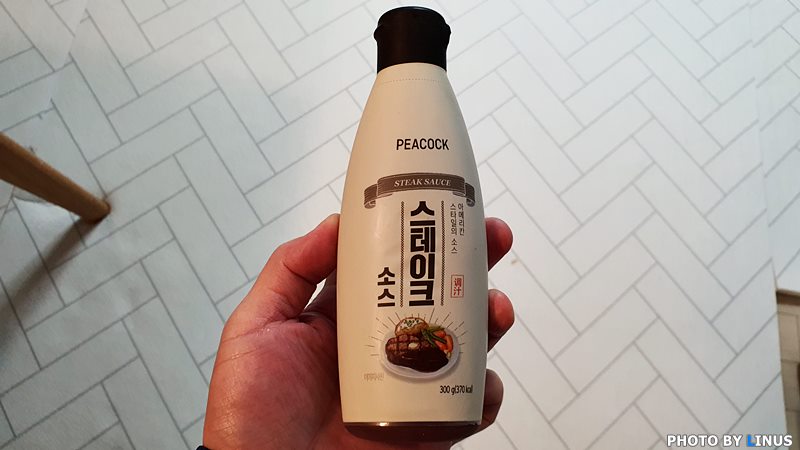 PEACOCK
STEAK SAUCE
아메리칸
스타일의 소스
스테이크
소스
调汁
300 g(370 kcal)
PHOTO BY LINUS